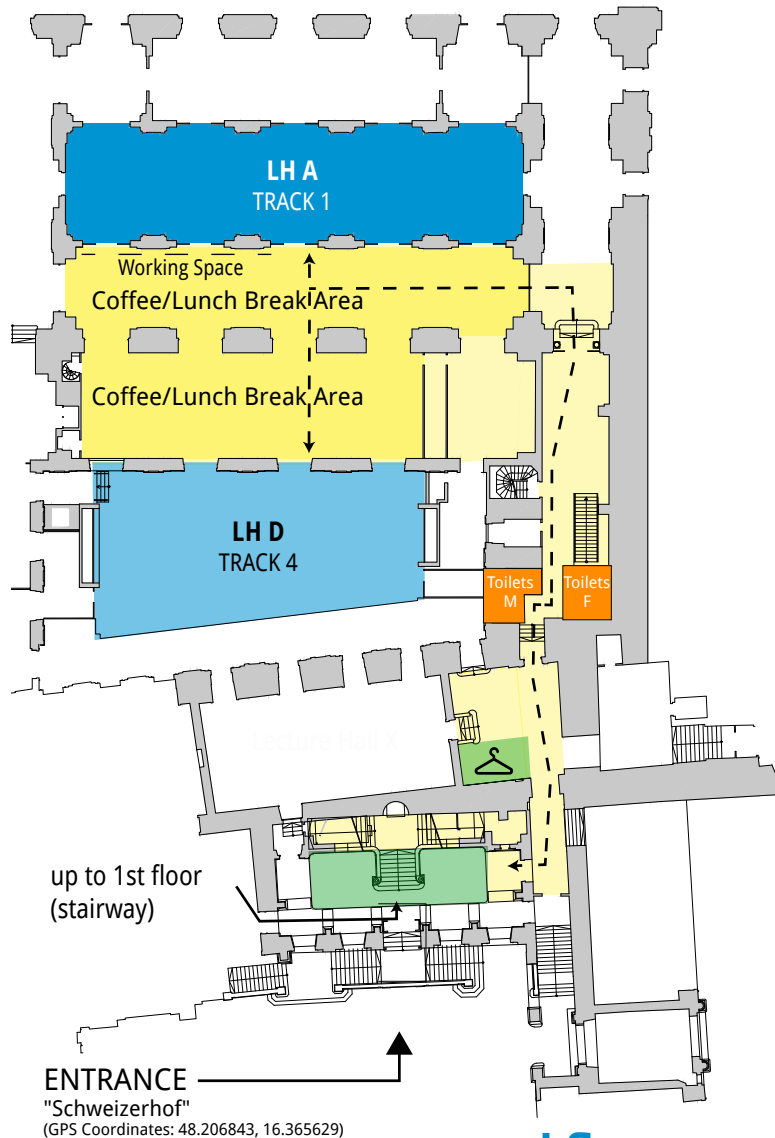 LH A
TRACK 1
Working Space
Coffee/Lunch Break Area
Coffee/Lunch Break Area
LH D
TRACK 4
Toilets
M
Toilets
F
Lecture Hall X
up to 1st floor
(stairway)
ENTRANCE
"Schweizerhof"
(GPS Coordinates: 48.206843, 16.365629)